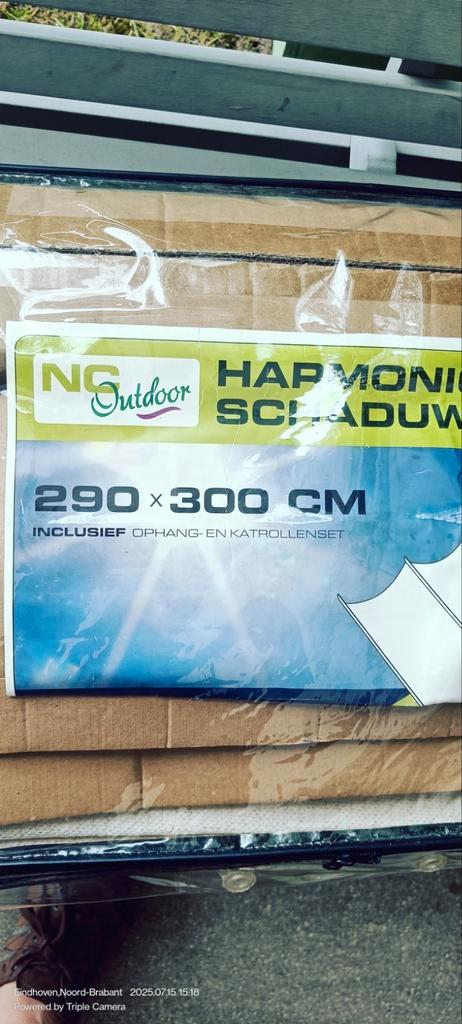 NC
Outdoor
HARMONI
SCHADUW
290 x 300 CM
INCLUSIEF OPHANG- EN KATROLLENSET
Eindhoven,Noord-Brabant 2025.07.15 15:18
Powered by Triple Camera